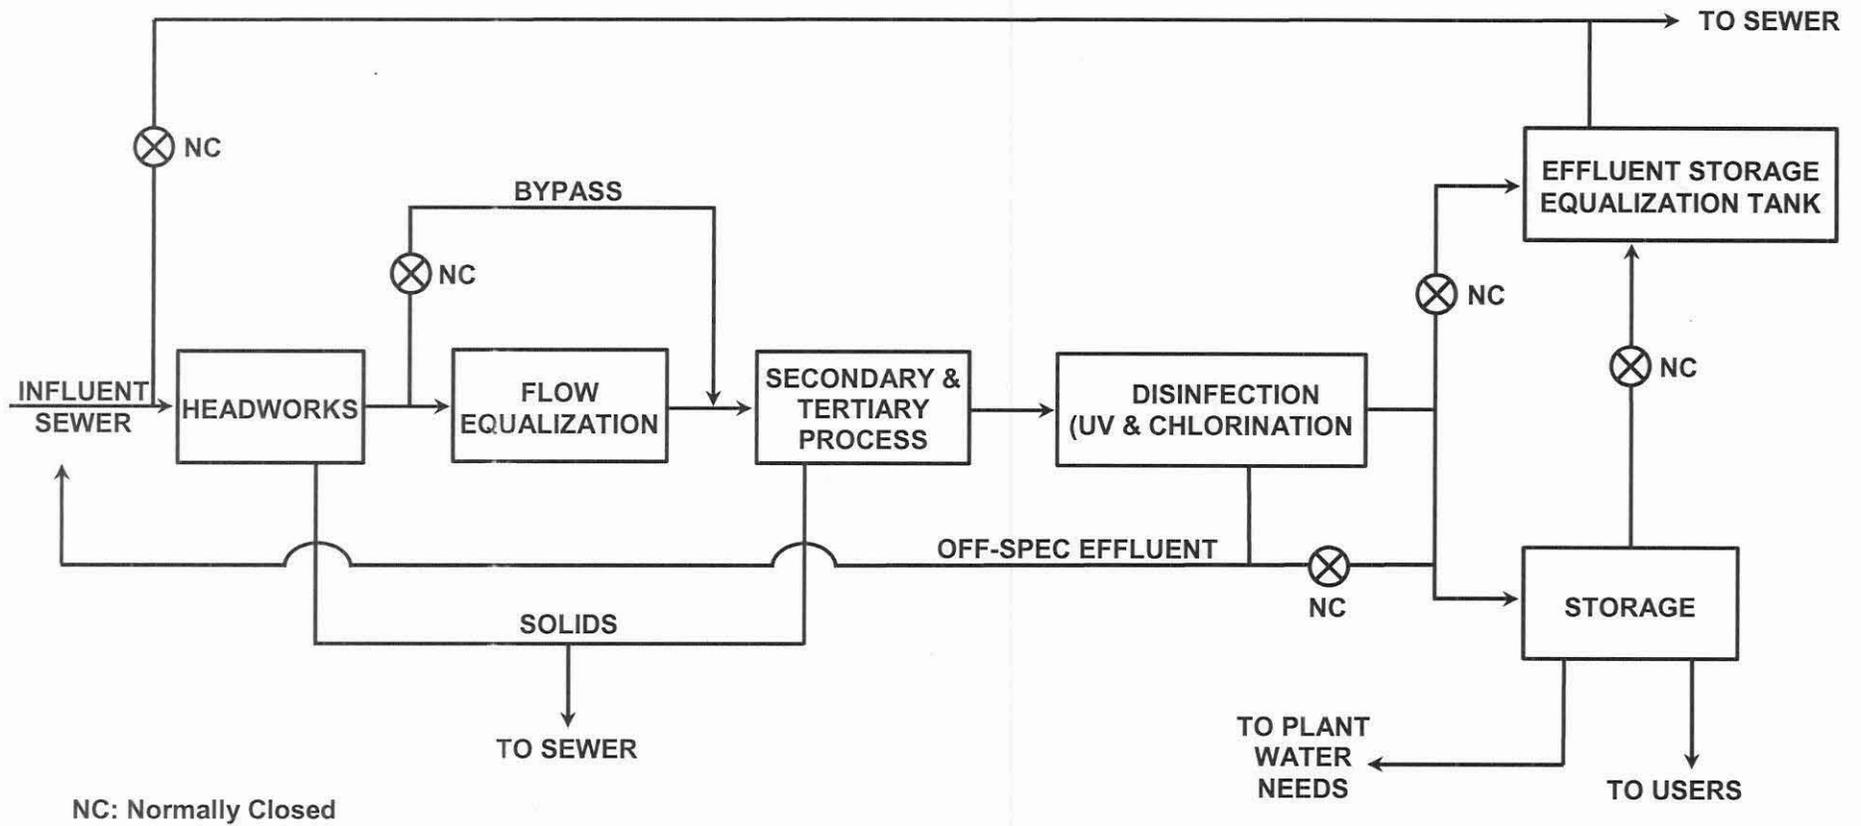 TO SEWER
NC
EFFLUENT STORAGE
EQUALIZATION TANK
BYPASS
NC
NC
NC
INFLUENT
SEWER
HEADWORKS
FLOW
EQUALIZATION
SECONDARY &
TERTIARY
PROCESS
DISINFECTION
(UV & CHLORINATION
OFF-SPEC EFFLUENT
NC
STORAGE
SOLIDS
TO SEWER
TO PLANT
WATER
NEEDS
TO USERS
NC: Normally Closed